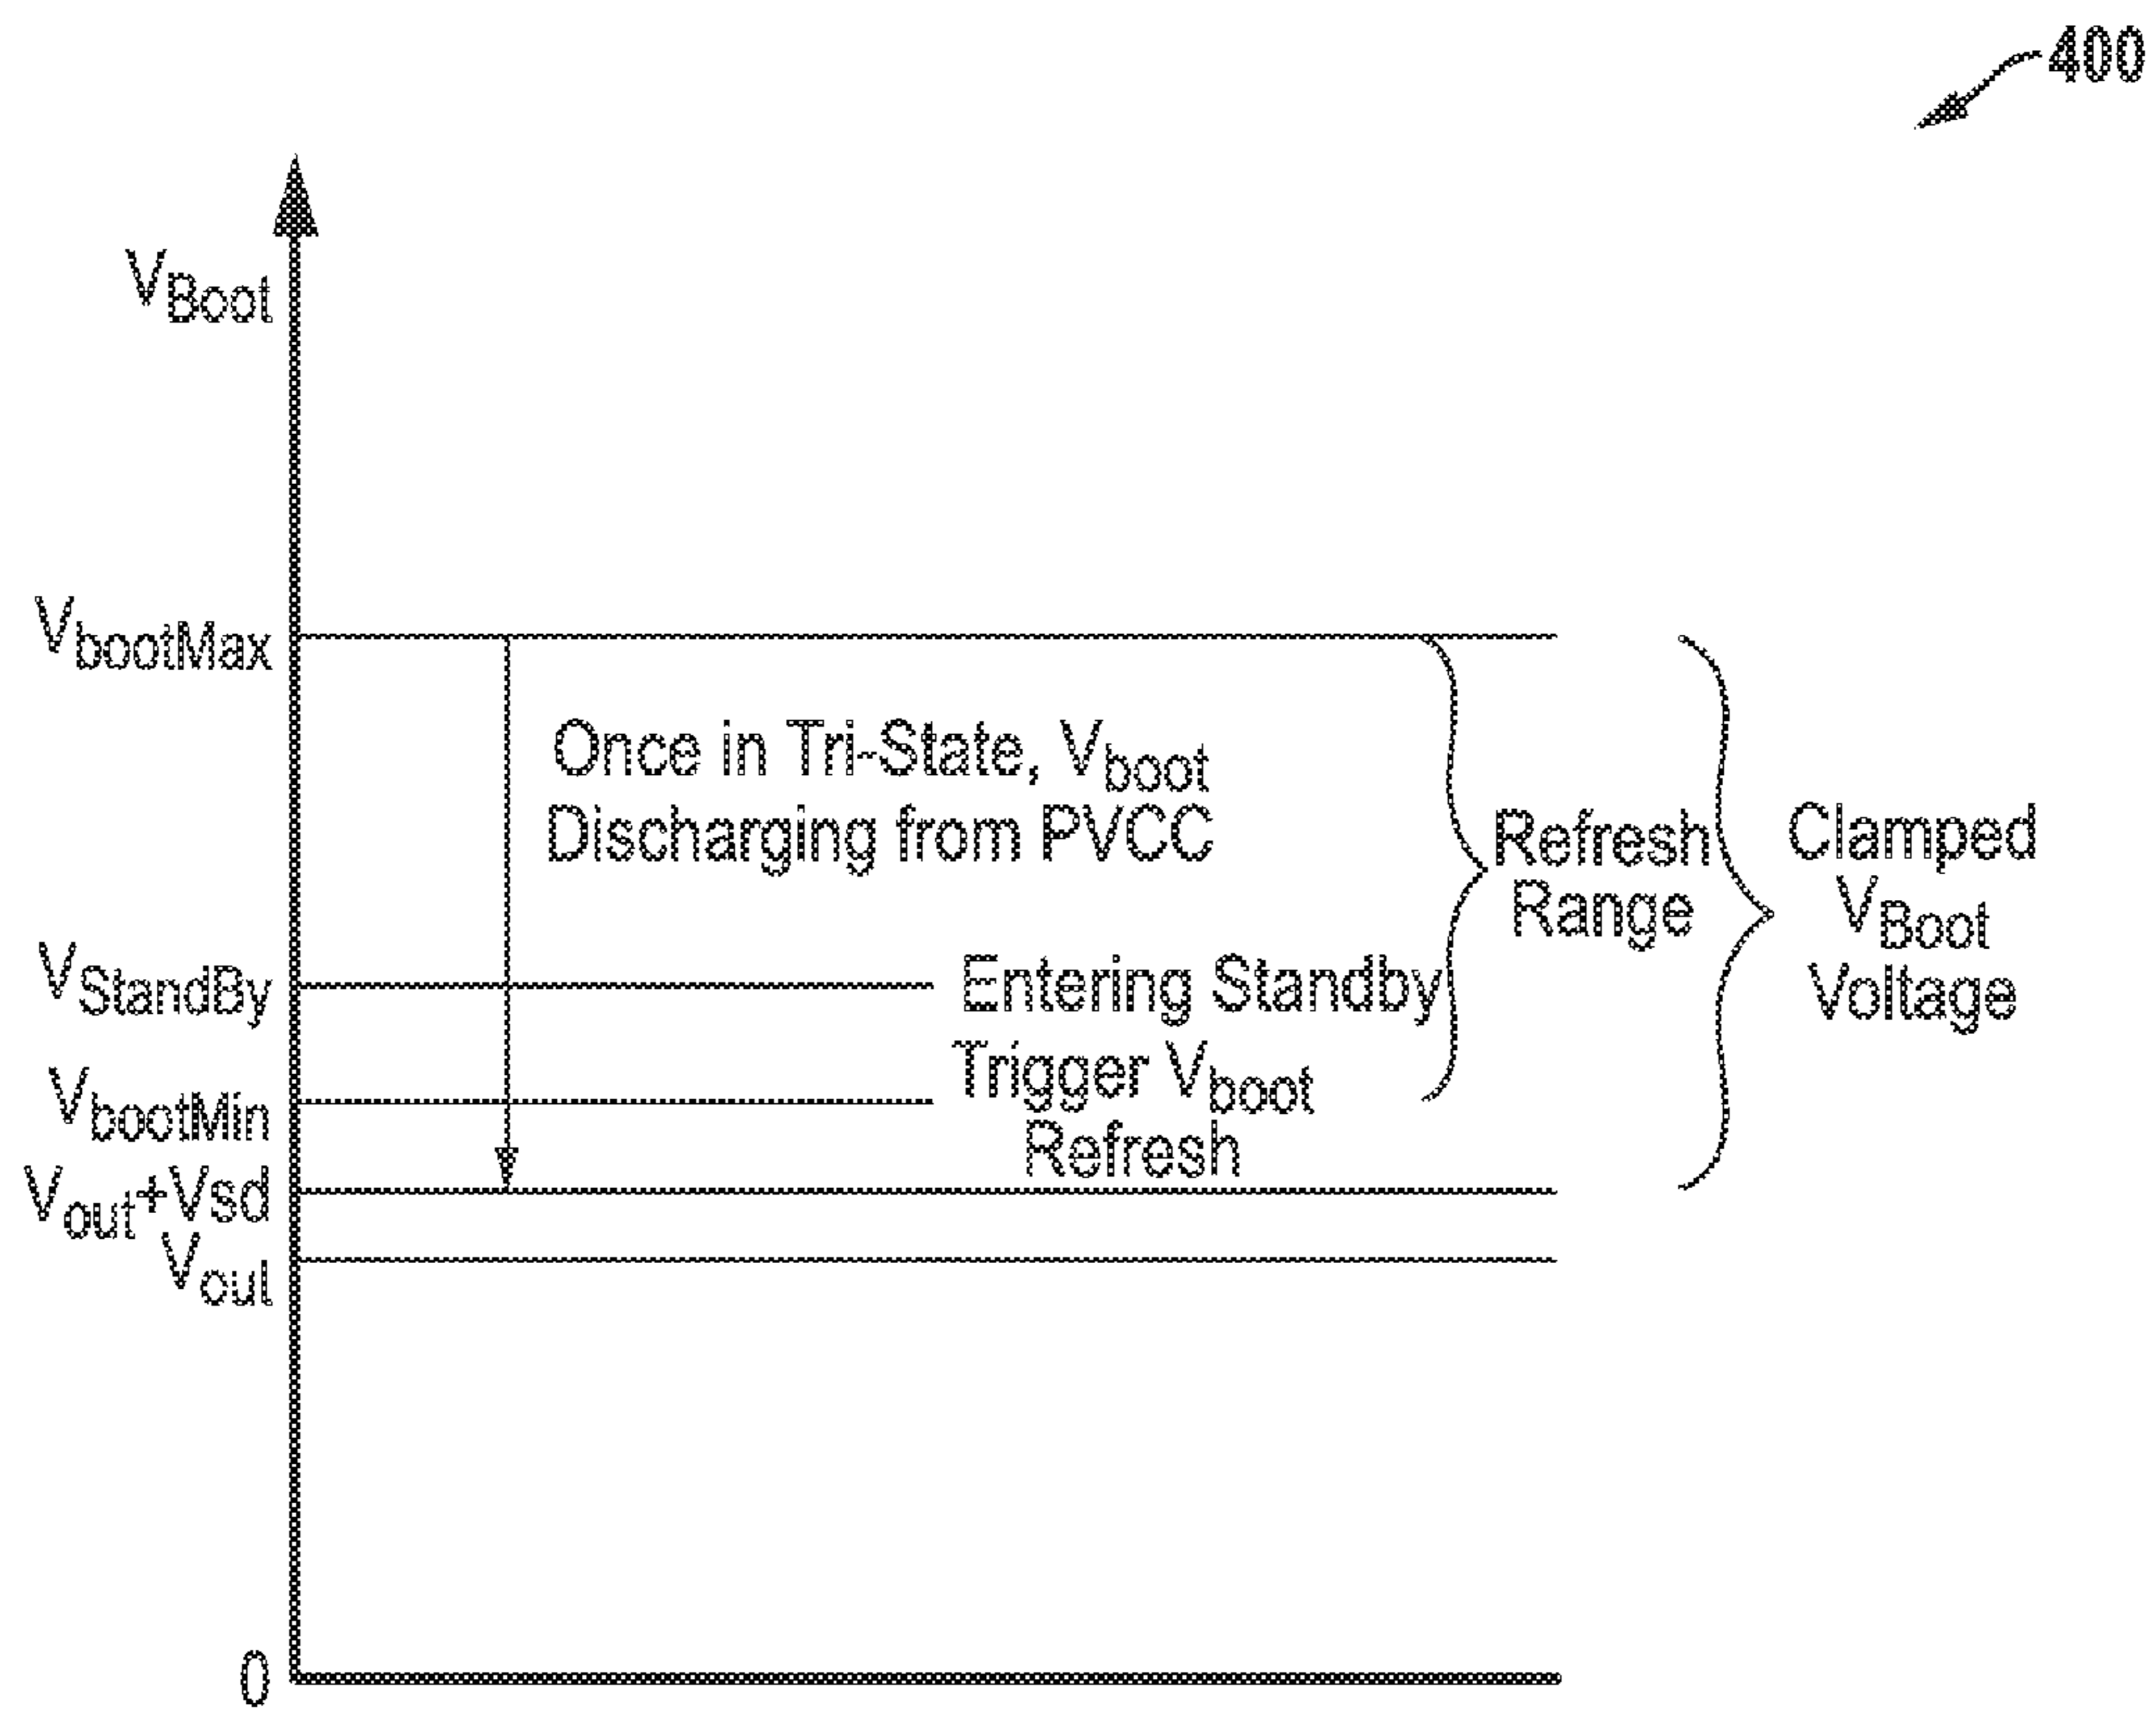 400
VBoot
VbootMax
Once in Tri-State, Vboot
Discharging from PVCC
Refresh
Range
Clamped
VBoot
Voltage
VStandBy
Entering Standby
VbootMin
Trigger Vboot
Refresh
Vout+Vsd
Vout
0